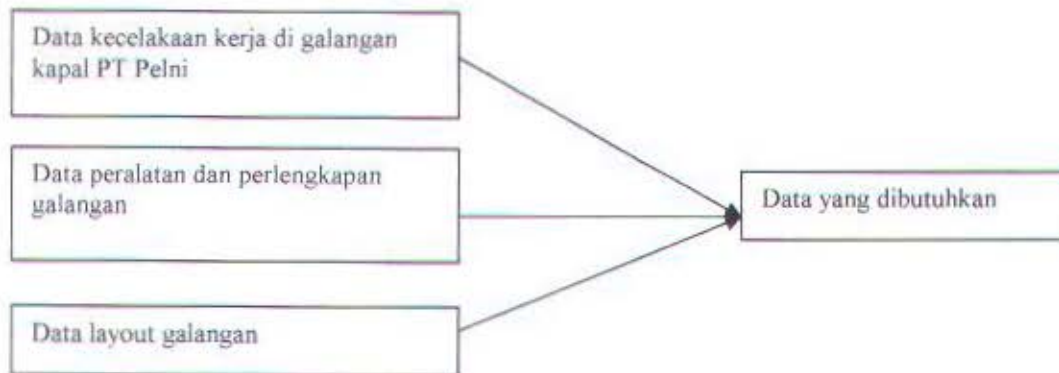 Data kecelakaan kerja di galangan
kapal PT Pelni
Data peralatan dan perlengkapan
galangan
Data layout galangan
Data yang dibutuhkan